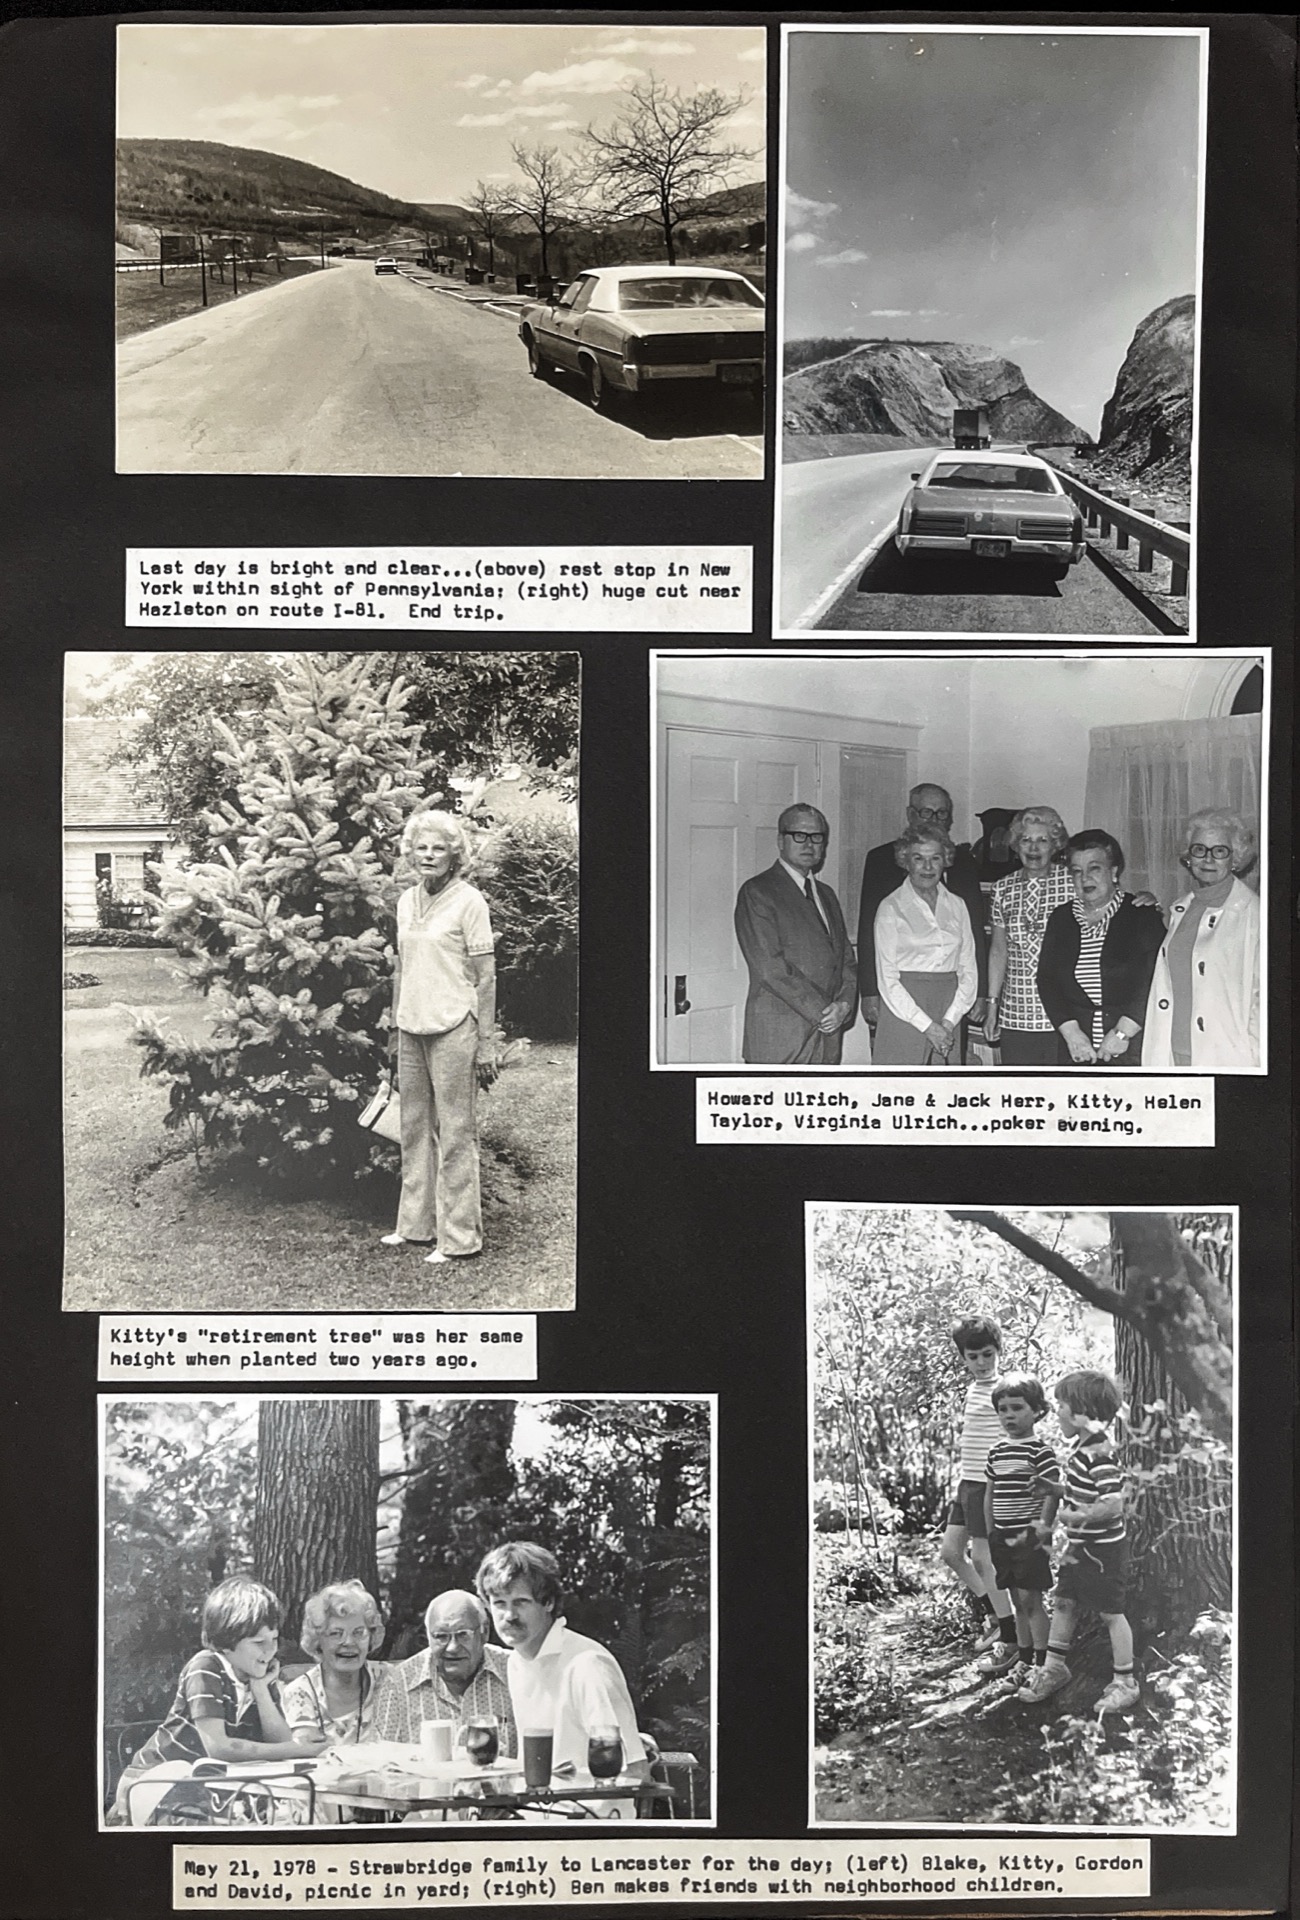 Last day is bright and clear...(above) rest stop in New
York within sight of Pennsylvania; (right) huge cut near
Hazleton on route I-81.  End trip.
Howard Ulrich, Jane & Jack Herr, Kitty, Helen
Taylor, Virginia Ulrich...poker evening.
Kitty's "retirement tree" was her same
height when planted two years ago.
May 21, 1978 - Strawbridge family to Lancaster for the day; (left) Blake, Kitty, Gordon
and David, picnic in yard; (right) Ben makes friends with neighborhood children.